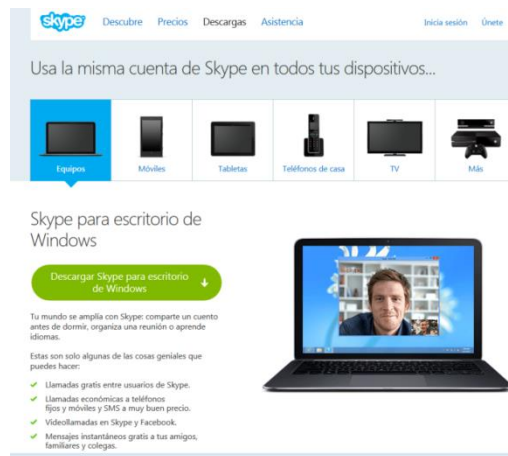 skype
Descubre Precios Descargas Asistencia Inicia sesión Únete
Usa la misma cuenta de Skype en todos tus dispositivos...
Equipos Móviles Tabletas Teléfonos de casa TV Más
Skype para escritorio de
Windows
Descargar Skype para escritorio
de Windows
Tu mundo se amplía con Skype: comparte un cuento
antes de dormir, organiza una reunión o aprende
idiomas.
Estas son solo algunas de las cosas geniales que
puedes hacer:
Llamadas gratis entre usuarios de Skype.
Llamadas económicas a teléfonos
fijos y móviles y SMS a muy buen precio.
Videollamadas en Skype y Facebook.
Mensajes instantáneos gratis a tus amigos,
familiares y colegas.